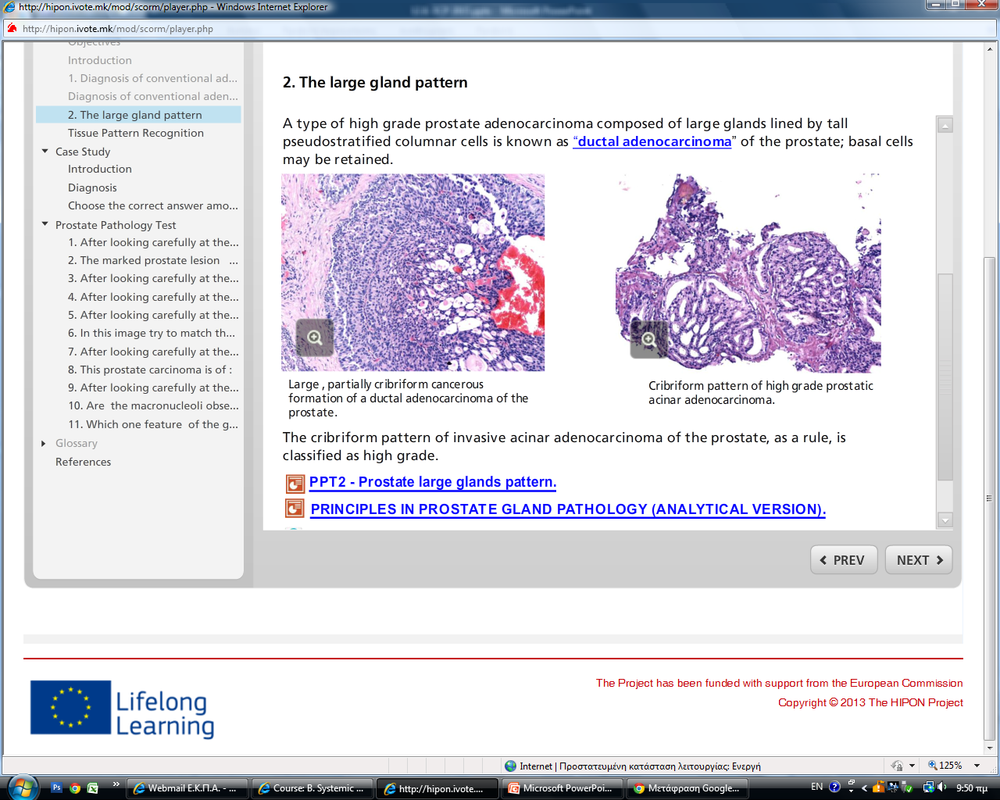 http://hipon.ivote.mk/mod/scorm/player.php - Windows Internet Explorer
http://hipon.ivote.mk/mod/scorm/player.php
Objectives
Introduction
1. Diagnosis of conventional ad...
Diagnosis of conventional aden...
2. The large gland pattern
Tissue Pattern Recognition
Case Study
Introduction
Diagnosis
Choose the correct answer amo...
Prostate Pathology Test
1. After looking carefully at the...
2. The marked prostate lesion ...
3. After looking carefully at the...
4. After looking carefully at the...
5. After looking carefully at the...
6. In this image try to match th...
7. After looking carefully at the...
8. This prostate carcinoma is of :
9. After looking carefully at the...
10. Are the macronucleoli obse...
11. Which one feature of the g...
Glossary
References
2. The large gland pattern
A type of high grade prostate adenocarcinoma composed of large glands lined by tall
pseudostratified columnar cells is known as “ductal adenocarcinoma” of the prostate; basal cells
may be retained.
Large , partially cribriform cancerous
formation of a ductal adenocarcinoma of the
prostate.
Cribriform pattern of high grade prostatic
acinar adenocarcinoma.
The cribriform pattern of invasive acinar adenocarcinoma of the prostate, as a rule, is
classified as high grade.
PPT2 - Prostate large glands pattern.
PRINCIPLES IN PROSTATE GLAND PATHOLOGY (ANALYTICAL VERSION).
PREV
NEXT
Lifelong
Learning
The Project has been funded with support from the European Commission
Copyright © 2013 The HIPON Project
Internet | Προστατευμένη κατάσταση λειτουργίας: Ενεργή
125%
Ps
»
Webmail Ε.Κ.Π.Α. - ...
Course: B. Systemic ...
http://hipon.ivote....
Microsoft PowerPoi...
Μετάφραση Google...
EN
9:50 πμ